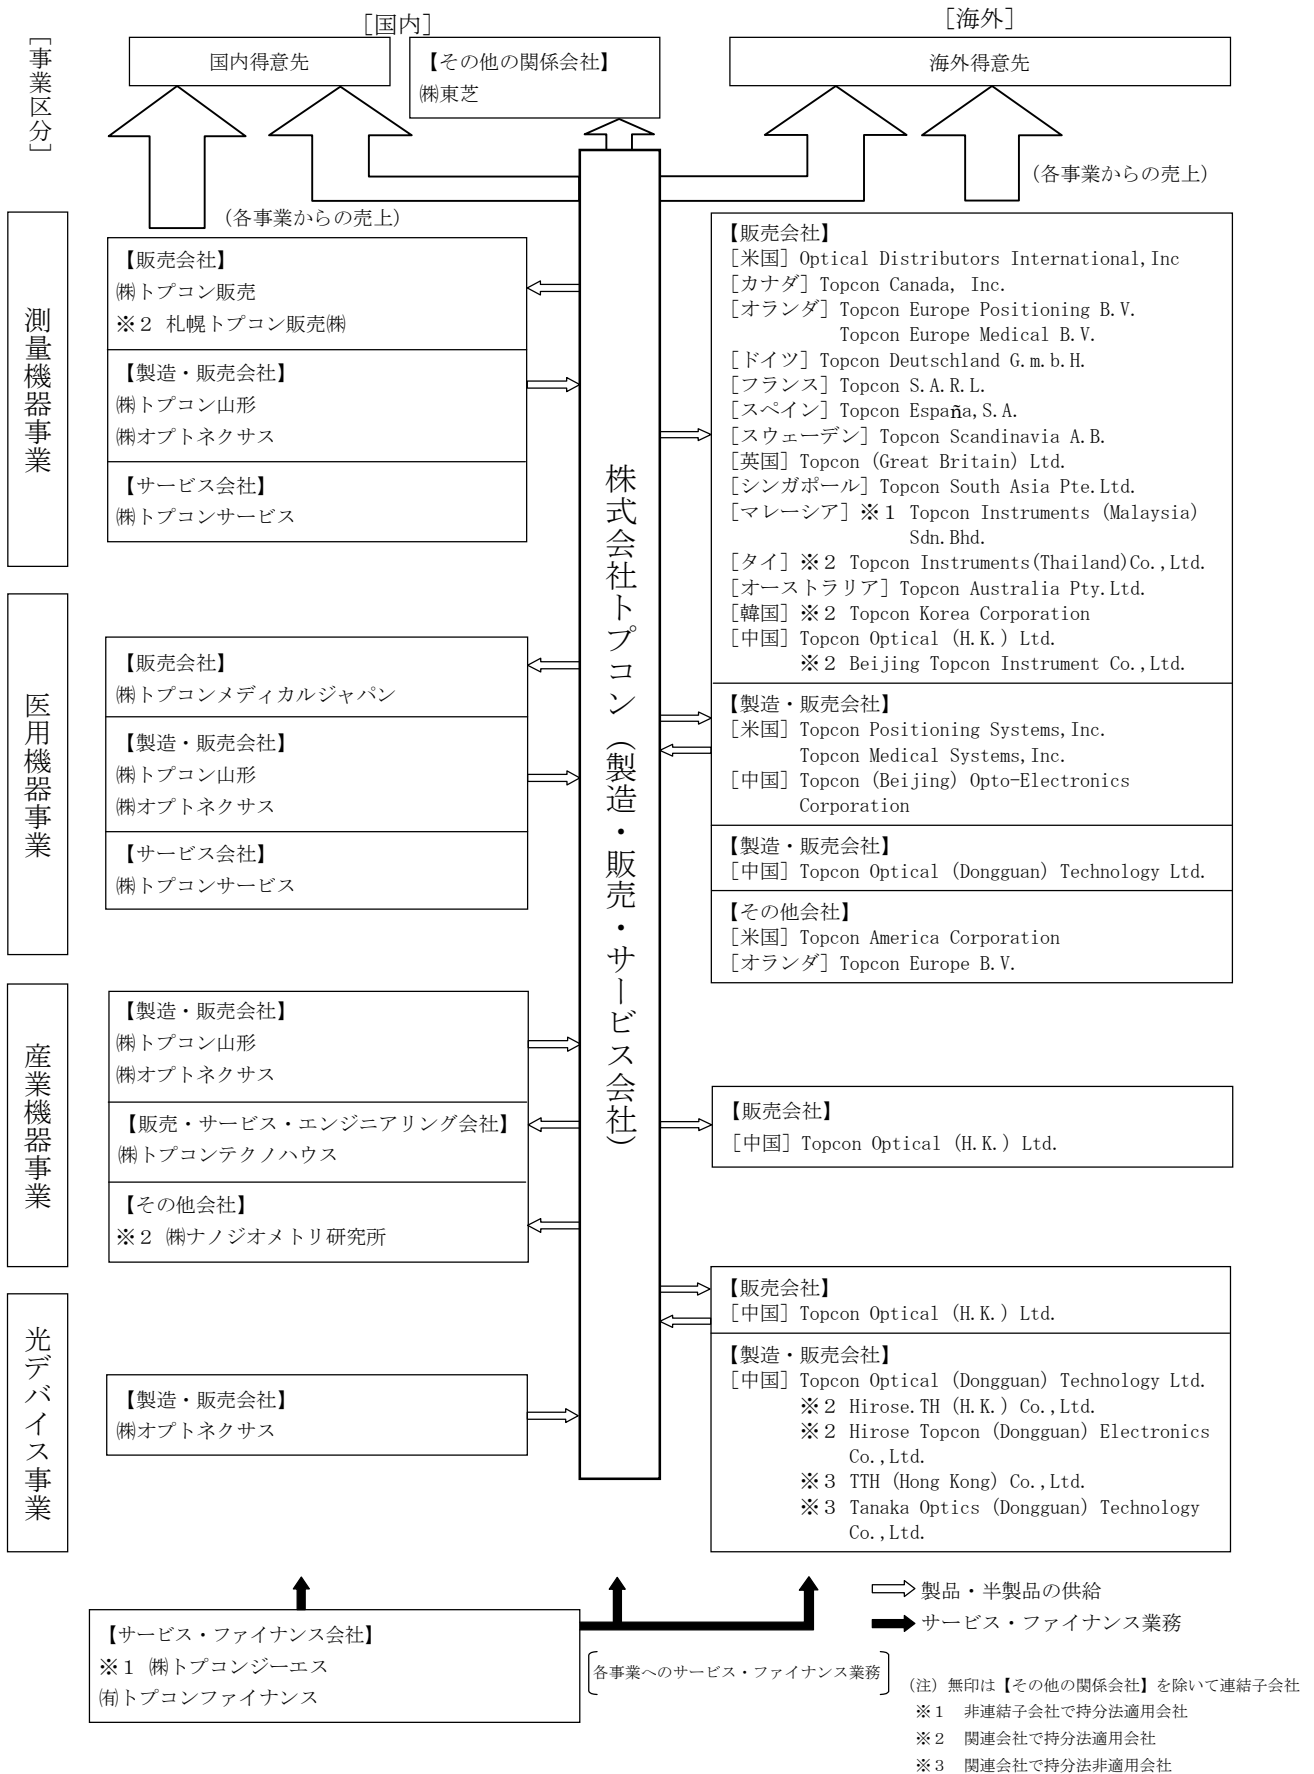 ［国内］
［海外］
［事業区分］
国内得意先
【その他の関係会社】
㈱東芝
海外得意先
（各事業からの売上）
（各事業からの売上）
測量機器事業
【販売会社】
㈱トプコン販売
※２ 札幌トプコン販売㈱
【製造・販売会社】
㈱トプコン山形
㈱オプトネクサス
【サービス会社】
㈱トプコンサービス
医用機器事業
【販売会社】
㈱トプコンメディカルジャパン
【製造・販売会社】
㈱トプコン山形
㈱オプトネクサス
【サービス会社】
㈱トプコンサービス
産業機器事業
【製造・販売会社】
㈱トプコン山形
㈱オプトネクサス
【販売・サービス・エンジニアリング会社】
㈱トプコンテクノハウス
【その他会社】
※２ ㈱ナノジオメトリ研究所
光デバイス事業
【製造・販売会社】
㈱オプトネクサス
株式会社トプコン（製造・販売・サービス会社）
【販売会社】
［米国］Optical Distributors International,Inc
［カナダ］Topcon Canada, Inc.
［オランダ］Topcon Europe Positioning B.V.
Topcon Europe Medical B.V.
［ドイツ］Topcon Deutschland G.m.b.H.
［フランス］Topcon S.A.R.L.
［スペイン］Topcon España,S.A.
［スウェーデン］Topcon Scandinavia A.B.
［英国］Topcon (Great Britain) Ltd.
［シンガポール］Topcon South Asia Pte.Ltd.
［マレーシア］※１ Topcon Instruments (Malaysia)
Sdn.Bhd.
［タイ］※２ Topcon Instruments(Thailand)Co.,Ltd.
［オーストラリア］Topcon Australia Pty.Ltd.
［韓国］※２ Topcon Korea Corporation
［中国］Topcon Optical (H.K.) Ltd.
※２ Beijing Topcon Instrument Co.,Ltd.
【製造・販売会社】
［米国］Topcon Positioning Systems,Inc.
Topcon Medical Systems,Inc.
［中国］Topcon (Beijing) Opto-Electronics
Corporation
【製造・販売会社】
［中国］Topcon Optical (Dongguan) Technology Ltd.
【その他会社】
［米国］Topcon America Corporation
［オランダ］Topcon Europe B.V.
【販売会社】
［中国］Topcon Optical (H.K.) Ltd.
【販売会社】
［中国］Topcon Optical (H.K.) Ltd.
【製造・販売会社】
［中国］Topcon Optical (Dongguan) Technology Ltd.
※２ Hirose.TH (H.K.) Co.,Ltd.
※２ Hirose Topcon (Dongguan) Electronics
Co.,Ltd.
※３ TTH (Hong Kong) Co.,Ltd.
※３ Tanaka Optics (Dongguan) Technology
Co.,Ltd.
製品・半製品の供給
サービス・ファイナンス業務
【サービス・ファイナンス会社】
※１ ㈱トプコンジーエス
㈲トプコンファイナンス
各事業へのサービス・ファイナンス業務
（注）無印は【その他の関係会社】を除いて連結子会社
※１ 非連結子会社で持分法適用会社
※２ 関連会社で持分法適用会社
※３ 関連会社で持分法非適用会社